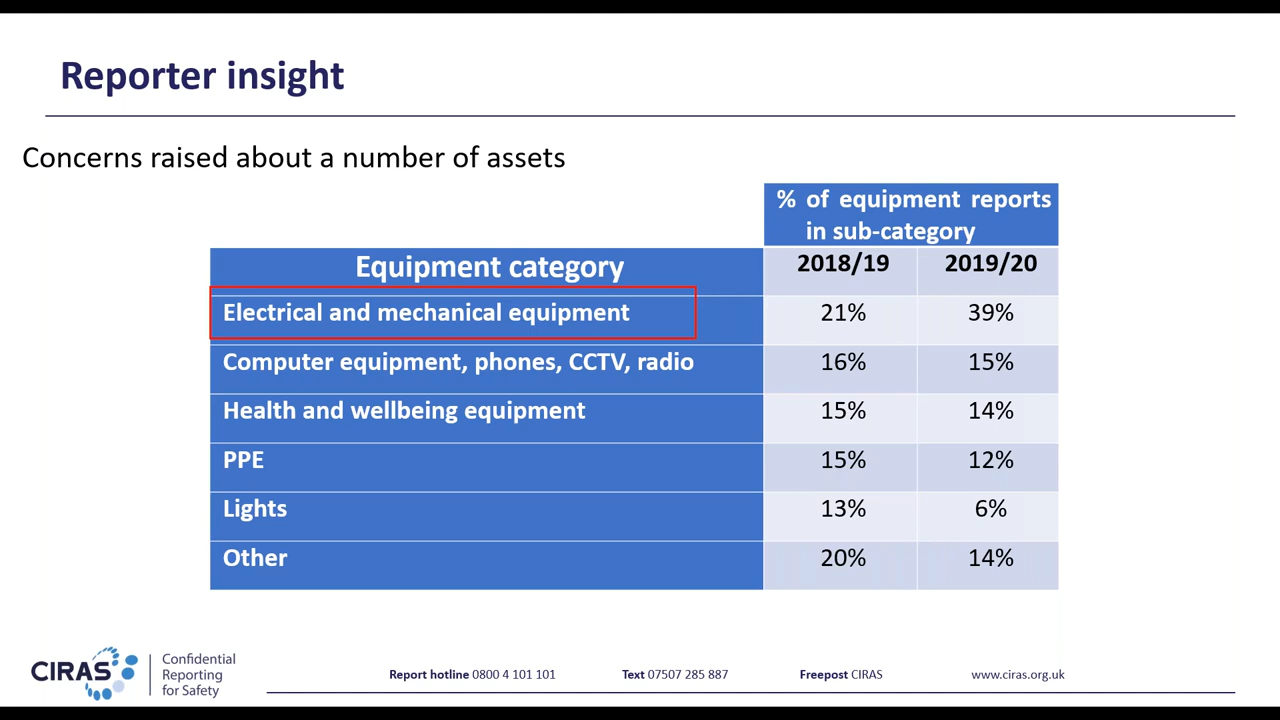 Reporter insight
Concerns raised about a number of assets
% of equipment reports
in sub-category
Equipment category 2018/19 2019/20
Electrical and mechanical equipment 21% 39%
Computer equipment, phones, CCTV, radio 16% 15%
Health and wellbeing equipment 15% 14%
PPE 15% 12%
Lights 13% 6%
Other 20% 14%
CIRAS
Confidential
Reporting
for Safety
Report hotline 0800 4 101 101 Text 07507 285 887 Freepost CIRAS www.ciras.org.uk